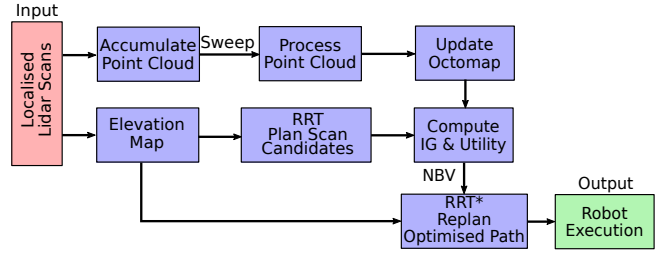 Input
Localised
Lidar Scans
Accumulate
Point Cloud
Sweep
Process
Point Cloud
Update
Octomap
Elevation
Map
RRT
Plan Scan
Candidates
Compute
IG & Utility
NBV
RRT*
Replan
Optimised Path
Output
Robot
Execution